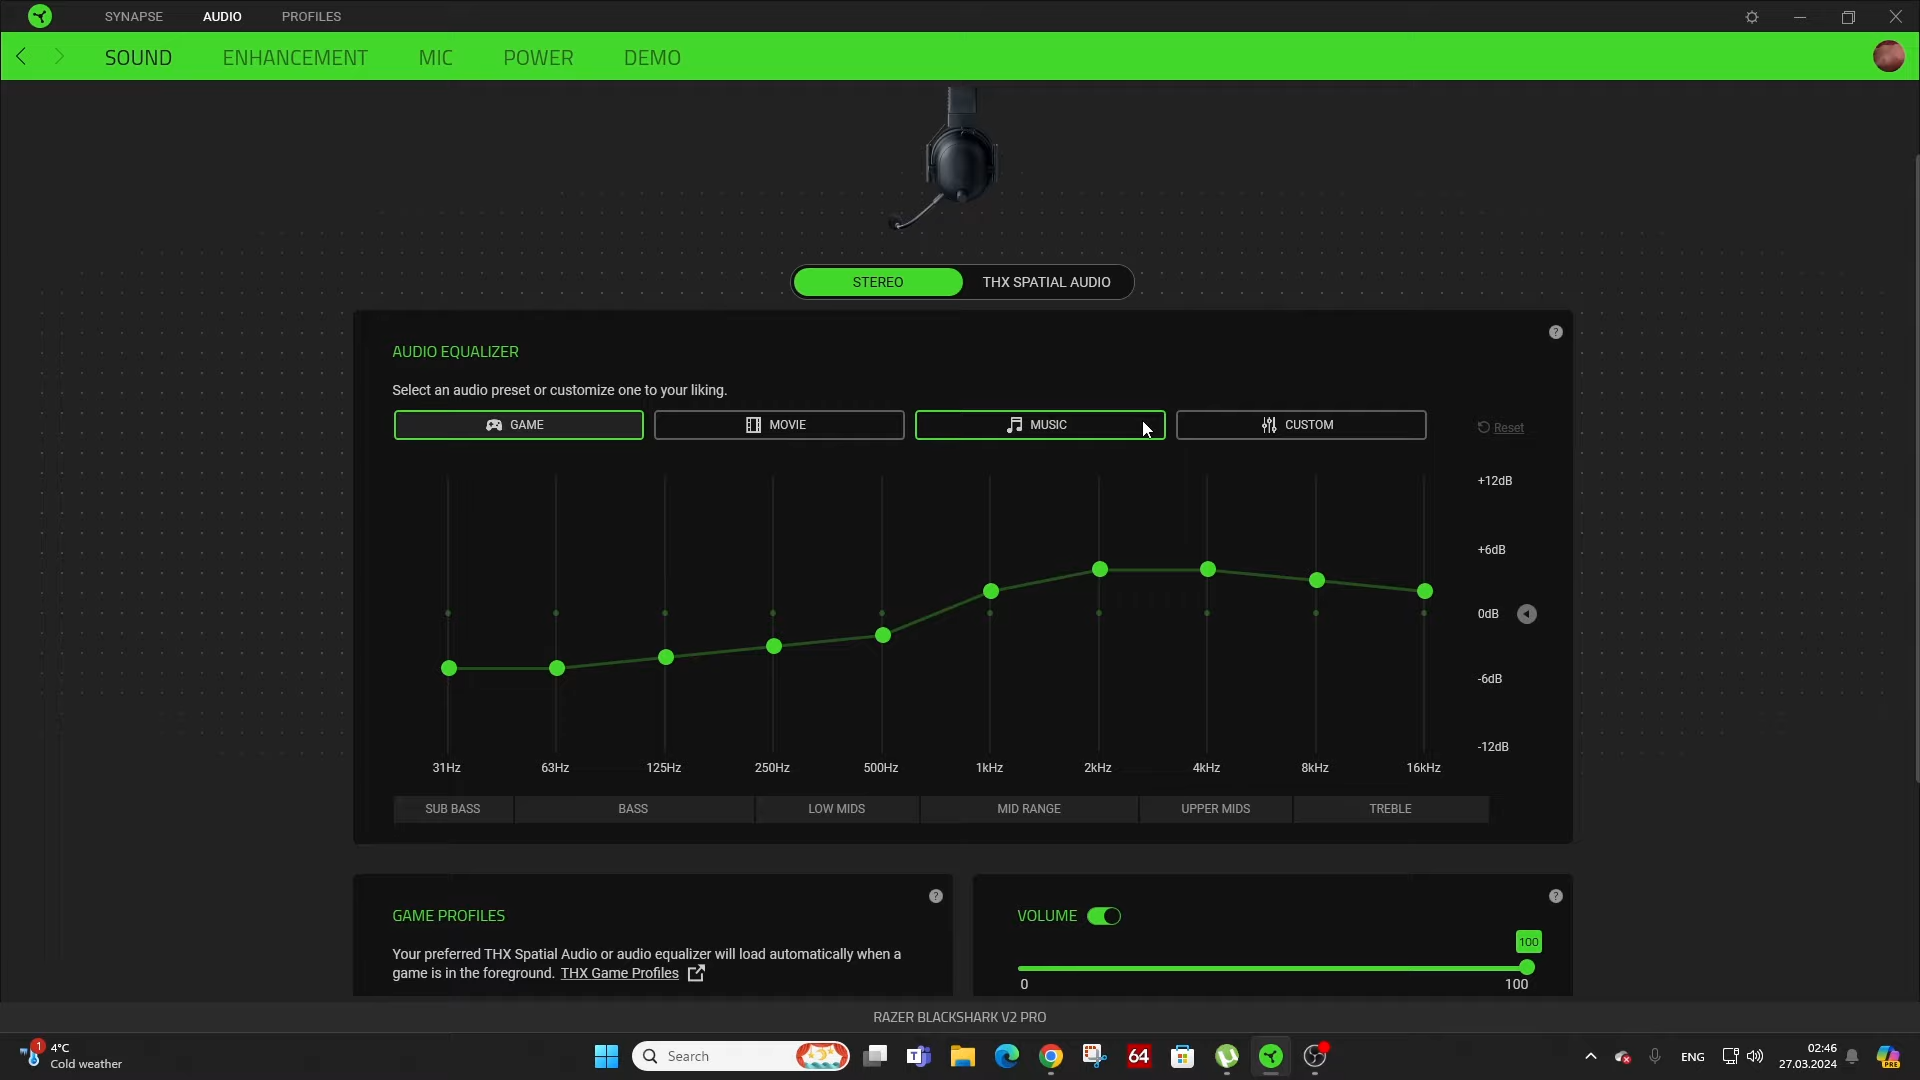 SYNAPSE AUDIO PROFILES
SOUND ENHANCEMENT MIC POWER DEMO
STEREO THX SPATIAL AUDIO
AUDIO EQUALIZER
Select an audio preset or customize one to your liking.
GAME MOVIE MUSIC CUSTOM Reset
+12dB
+6dB
0dB
-6dB
-12dB
31Hz 63Hz 125Hz 250Hz 500Hz 1kHz 2kHz 4kHz 8kHz 16kHz
SUB BASS BASS LOW MIDS MID RANGE UPPER MIDS TREBLE
GAME PROFILES
Your preferred THX Spatial Audio or audio equalizer will load automatically when a
game is in the foreground. THX Game Profiles
VOLUME
100
0 100
RAZER BLACKSHARK V2 PRO
1 4°C
Cold weather
Search
64
ENG
02:46
27.03.2024
PRE